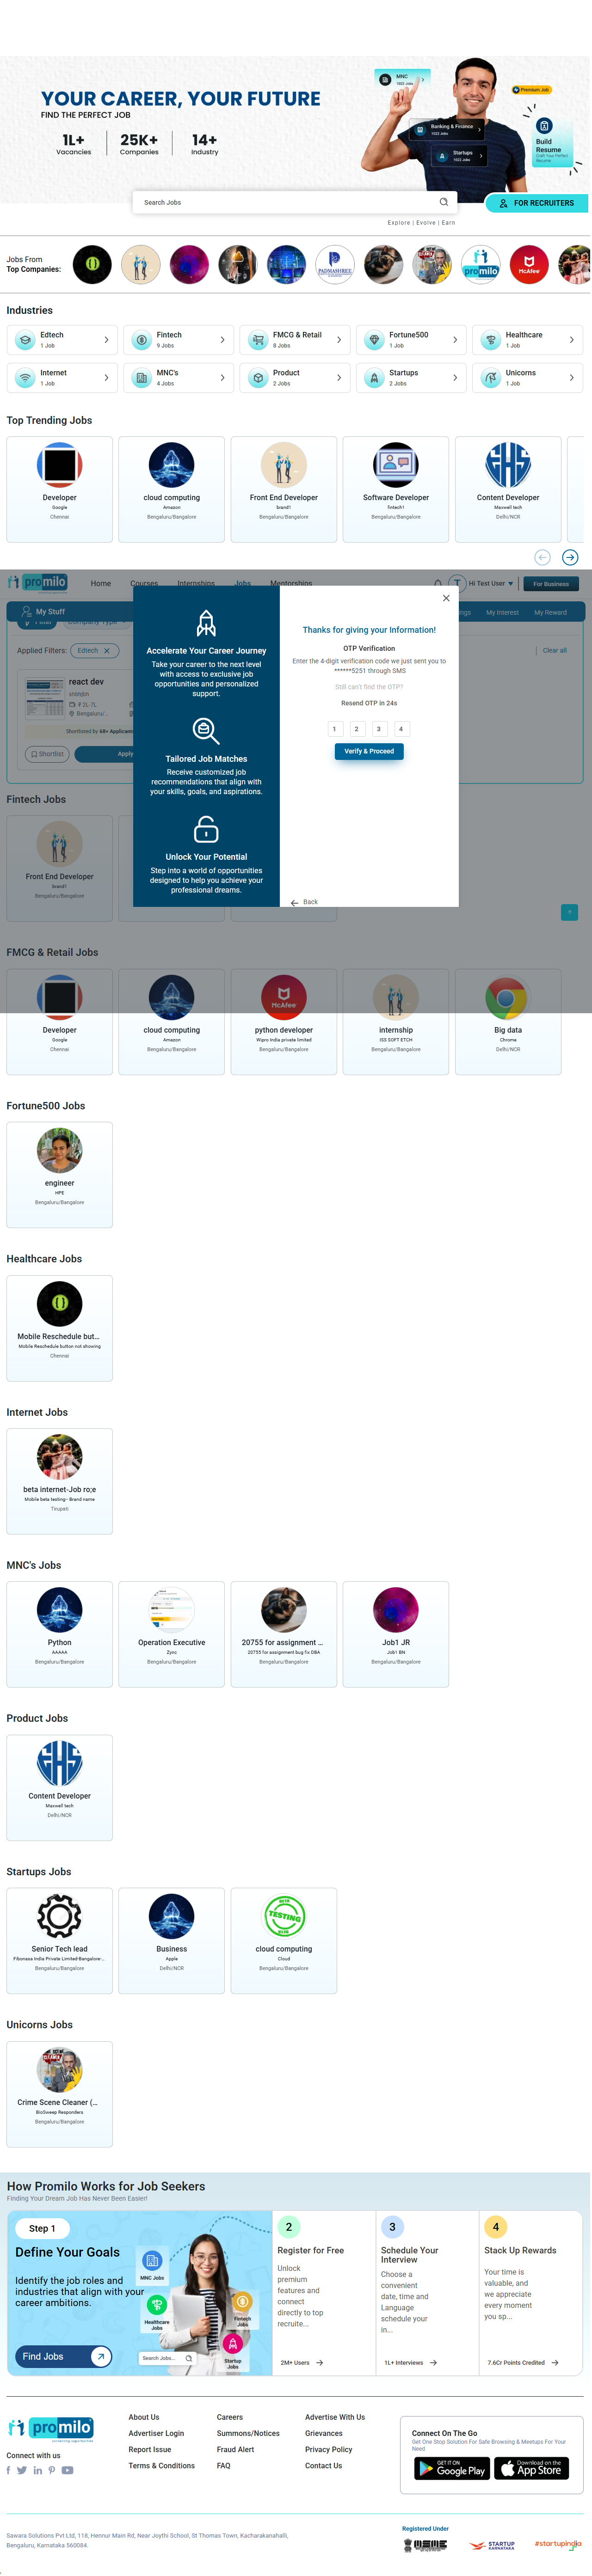 YOUR CAREER, YOUR FUTURE
FIND THE PERFECT JOB
1L+
Vacancies
25K+
Companies
14+
Industry
MNC
Banking & Finance
Startups
Premium Job
Build
Resume
Search Jobs
FOR RECRUITERS
Explore | Evolve | Earn
Jobs From
Top Companies:
PADMASHREE
promilo
McAfee
Industries
Edtech
1 Job
Fintech
9 Jobs
FMCG & Retail
8 Jobs
Fortune500
1 Job
Healthcare
1 Job
Internet
1 Job
MNC's
4 Jobs
Product
2 Jobs
Startups
2 Jobs
Unicorns
1 Job
Top Trending Jobs
Developer
Google
Chennai
cloud computing
Amazon
Bengaluru/Bangalore
Front End Developer
brand1
Bengaluru/Bangalore
Software Developer
fintech1
Bengaluru/Bangalore
Content Developer
Maxwell tech
Delhi/NCR
promilo
Home
Courses
Internships
Jobs
Mentorships
Hi Test User
For Business
My Stuff
My Interest
My Reward
Applied Filters:
Edtech
Clear all
react dev
₹ 2L-7L
Bengaluru/...
Shortlisted by 68+ Applicants
Shortlist
Apply
Accelerate Your Career Journey
Take your career to the next level
with access to exclusive job
opportunities and personalized
support.
Tailored Job Matches
Receive customized job
recommendations that align with
your skills, goals, and aspirations.
Unlock Your Potential
Step into a world of opportunities
designed to help you achieve your
professional dreams.
Thanks for giving your Information!
OTP Verification
Enter the 4-digit verification code we just sent you to
******5251 through SMS
Still can't find the OTP?
Resend OTP in 24s
1 2 3 4
Verify & Proceed
Back
Fintech Jobs
Front End Developer
brand1
Bengaluru/Bangalore
FMCG & Retail Jobs
Developer
Google
Chennai
cloud computing
Amazon
Bengaluru/Bangalore
McAfee
python developer
Wipro India private limited
Bengaluru/Bangalore
internship
ISS SOFT ETCH
Bengaluru/Bangalore
Big data
Chrome
Delhi/NCR
Fortune500 Jobs
engineer
HPE
Bengaluru/Bangalore
Healthcare Jobs
Mobile Reschedule but...
Mobile Reschedule button not showing
Chennai
Internet Jobs
beta internet-Job ro;e
Mobile beta testing- Brand name
Tirupati
MNC's Jobs
Python
AAAAA
Bengaluru/Bangalore
Operation Executive
Zync
Bengaluru/Bangalore
20755 for assignment ...
20755 for assignment bug fix DBA
Bengaluru/Bangalore
Job1 JR
Job1 BN
Bengaluru/Bangalore
Product Jobs
Content Developer
Maxwell tech
Delhi/NCR
Startups Jobs
Senior Tech lead
Fibonaxa India Private Limited-Bangalore-...
Bengaluru/Bangalore
Business
Apple
Delhi/NCR
TESTING
cloud computing
Cloud
Bengaluru/Bangalore
Unicorns Jobs
Crime Scene Cleaner (...
BioSweep Responders
Bengaluru/Bangalore
How Promilo Works for Job Seekers
Finding Your Dream Job Has Never Been Easier!
Step 1
Define Your Goals
Identify the job roles and
industries that align with your
career ambitions.
Find Jobs
MNC Jobs
Healthcare
Jobs
Fintech
Jobs
Startup
Jobs
Search Jobs...
2
Register for Free
Unlock
premium
features and
connect
directly to top
recruite...
2M+ Users
3
Schedule Your
Interview
Choose a
convenient
date, time and
Language
schedule your
in...
1L+ Interviews
4
Stack Up Rewards
Your time is
valuable, and
we appreciate
every moment
you sp...
7.6Cr Points Credited
promilo
Connect with us
About Us
Advertiser Login
Report Issue
Terms & Conditions
Careers
Summons/Notices
Fraud Alert
FAQ
Advertise With Us
Grievances
Privacy Policy
Contact Us
Connect On The Go
Get One Stop Solution For Safe Browsing & Meetups For Your
Need
GET IT ON
Google Play
Download on the
App Store
Sawara Solutions Pvt Ltd, 118, Hennur Main Rd, Near Joythi School, St Thomas Town, Kacharakanahalli,
Bengaluru, Karnataka 560084.
Registered Under
MSME
STARTUP
KARNATAKA
#startupindia